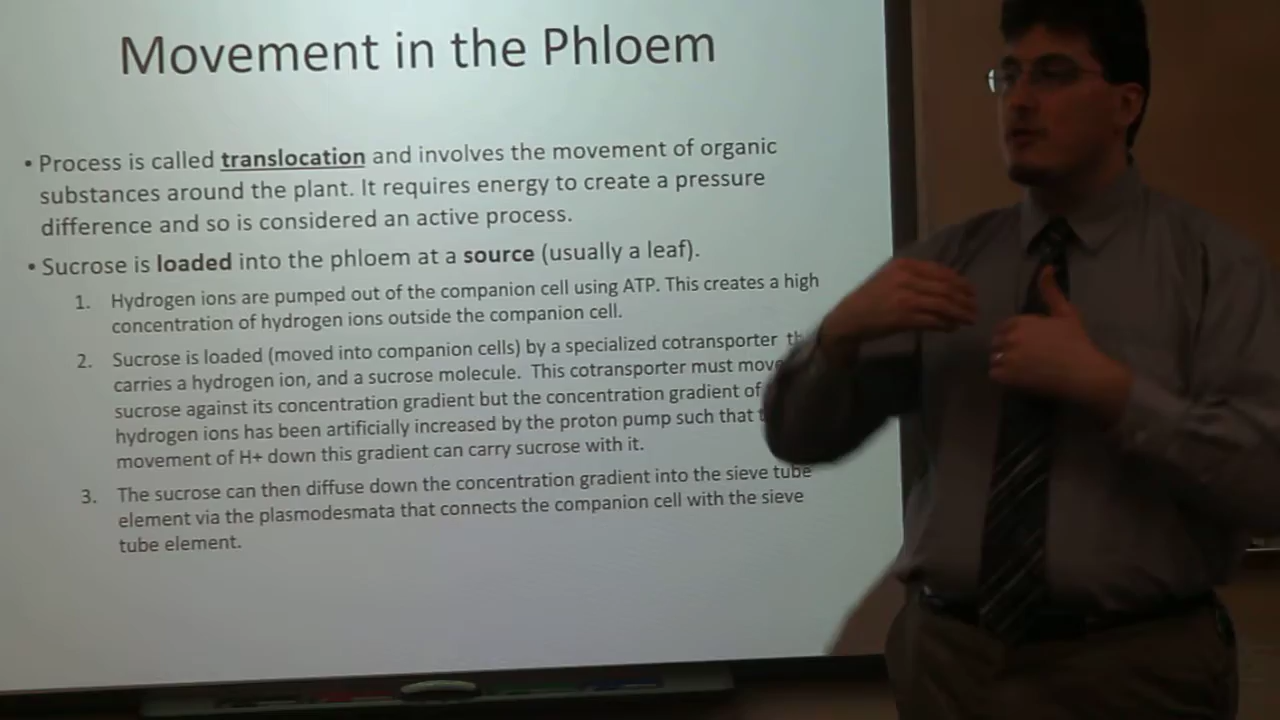 Movement in the Phloem
• Process is called translocation and involves the movement of organic
substances around the plant. It requires energy to create a pressure
difference and so is considered an active process.
• Sucrose is loaded into the phloem at a source (usually a leaf).
1. Hydrogen ions are pumped out of the companion cell using ATP. This creates a high
concentration of hydrogen ions outside the companion cell.
2. Sucrose is loaded (moved into companion cells) by a specialized cotransporter
carries a hydrogen ion, and a sucrose molecule. This cotransporter must move
sucrose against its concentration gradient but the concentration gradient of
hydrogen ions has been artificially increased by the proton pump such that
movement of H+ down this gradient can carry sucrose with it.
3. The sucrose can then diffuse down the concentration gradient into the sieve tube
element via the plasmodesmata that connects the companion cell with the sieve
tube element.